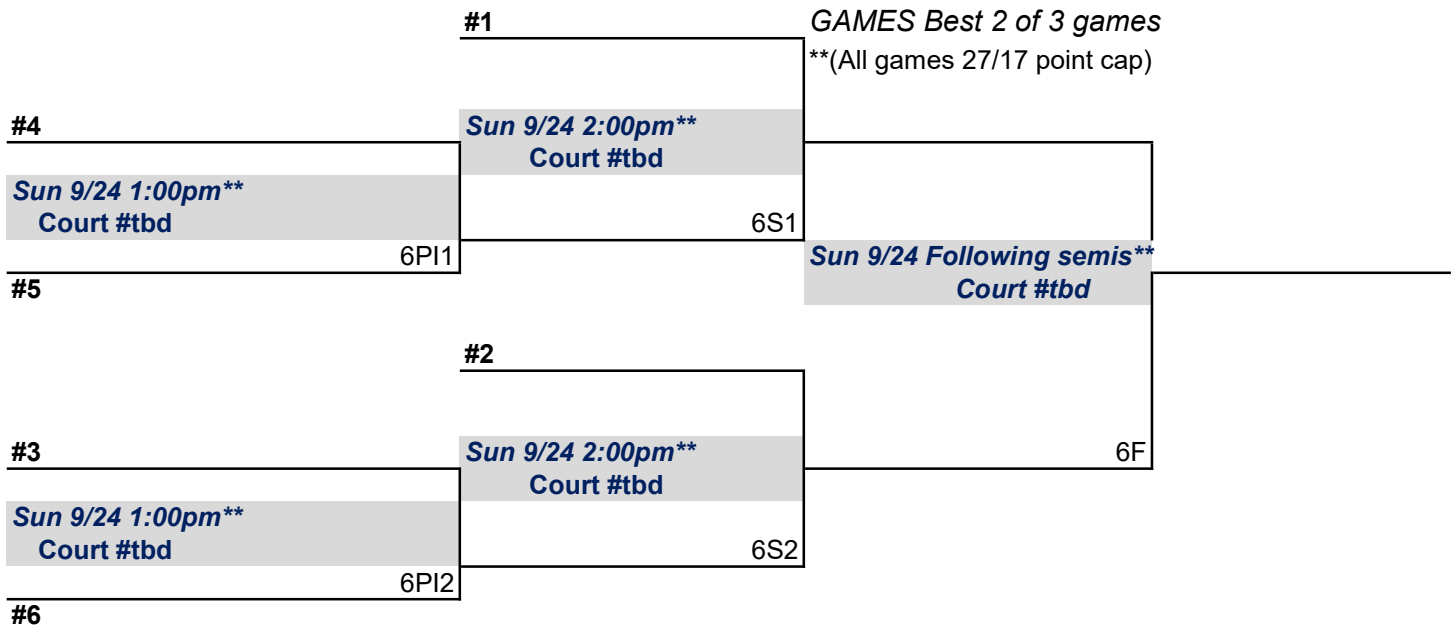 #1
GAMES Best 2 of 3 games
**(All games 27/17 point cap)
#4
Sun 9/24 2:00pm**
Court #tbd
Sun 9/24 1:00pm**
Court #tbd
6S1
6PI1
Sun 9/24 Following semis**
#5
Court #tbd
#2
#3
Sun 9/24 2:00pm**
6F
Court #tbd
Sun 9/24 1:00pm**
Court #tbd
6S2
6PI2
#6